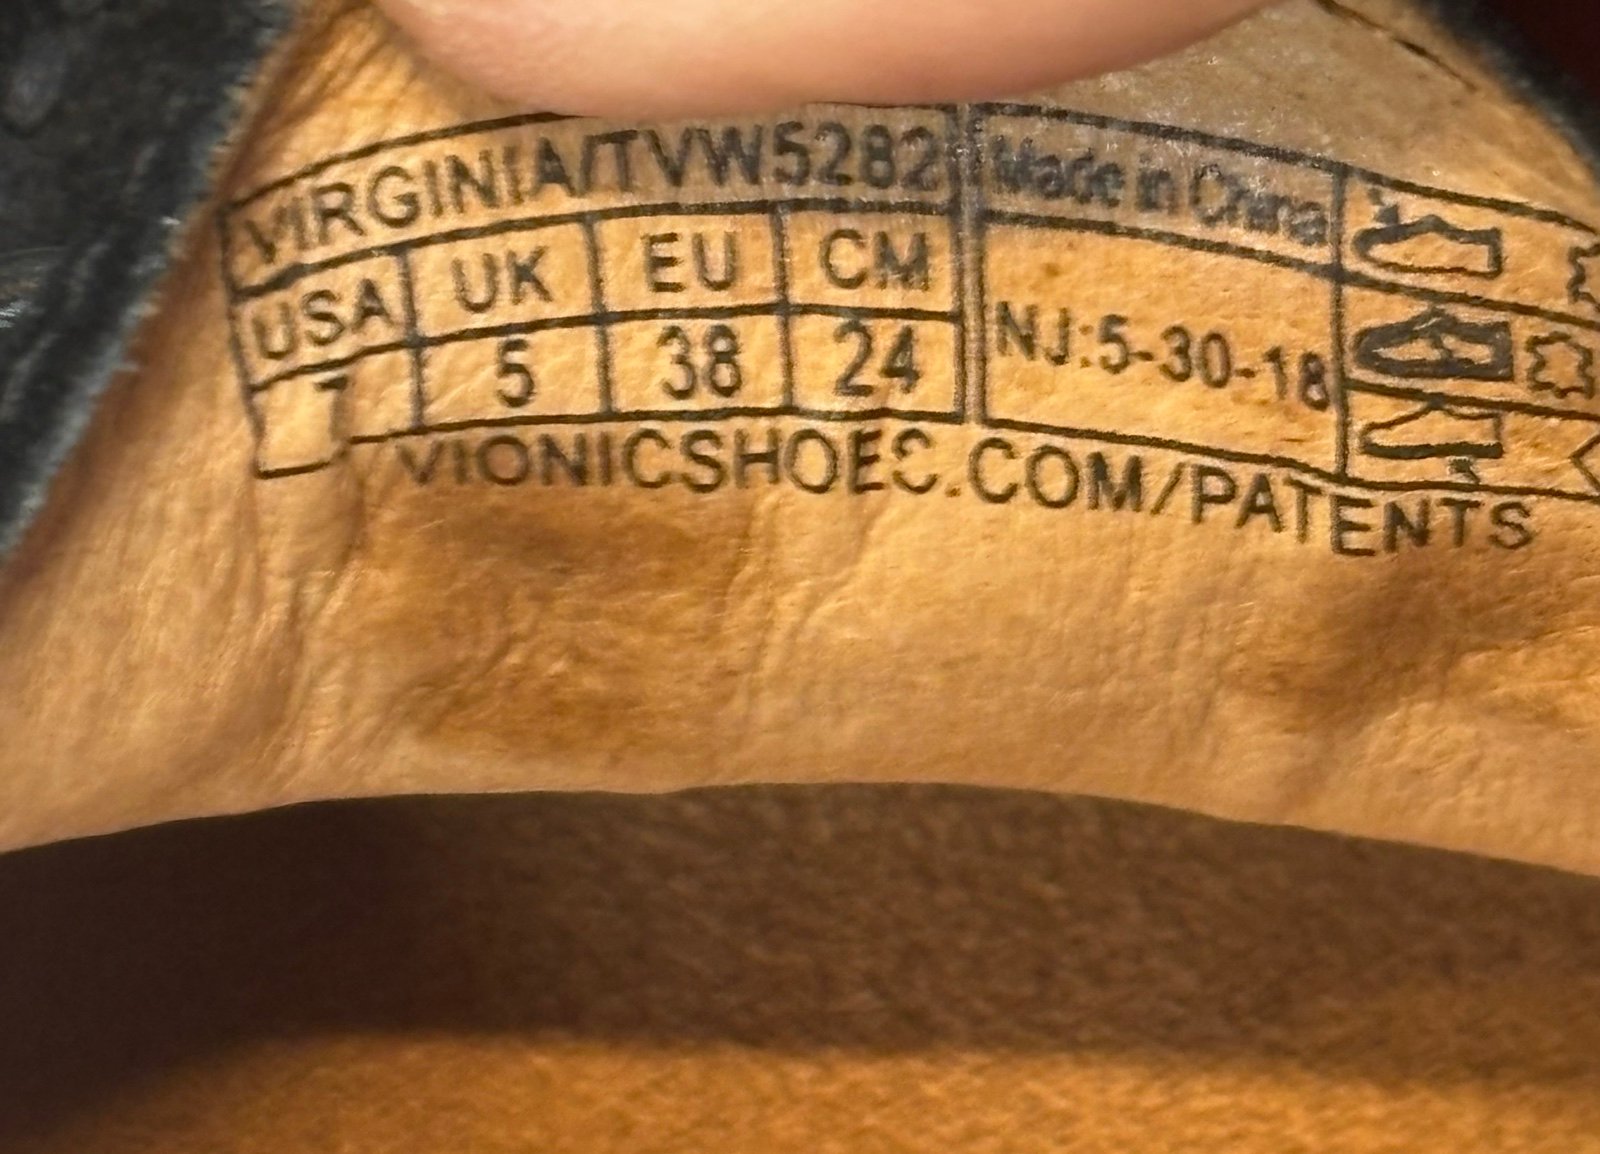 VIRGINIA/TVW5282 Made in China
USA UK EU CM
7 5 38 24 NJ:5-30-18
VIONICSHOES.COM/PATENTS